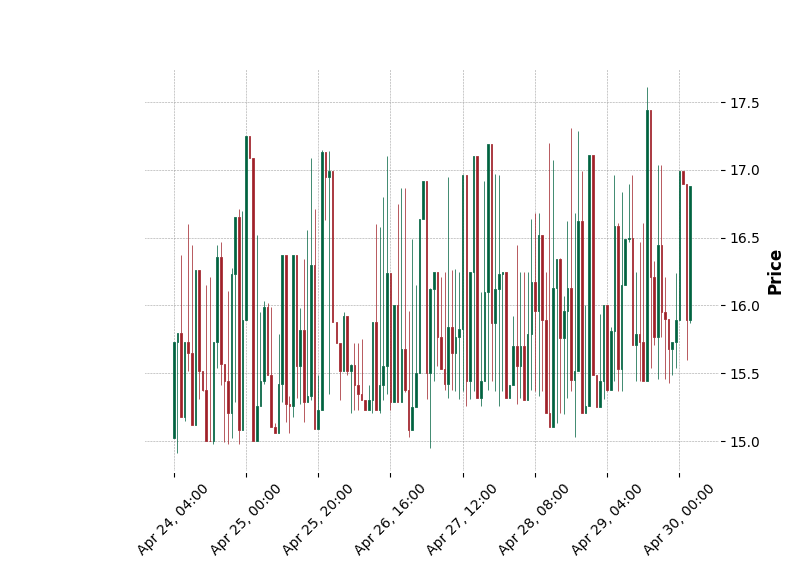 17.5
17.0
16.5
16.0
15.5
15.0
Price
Apr 24, 04:00
Apr 25, 00:00
Apr 25, 20:00
Apr 26, 16:00
Apr 27, 12:00
Apr 28, 08:00
Apr 29, 04:00
Apr 30, 00:00